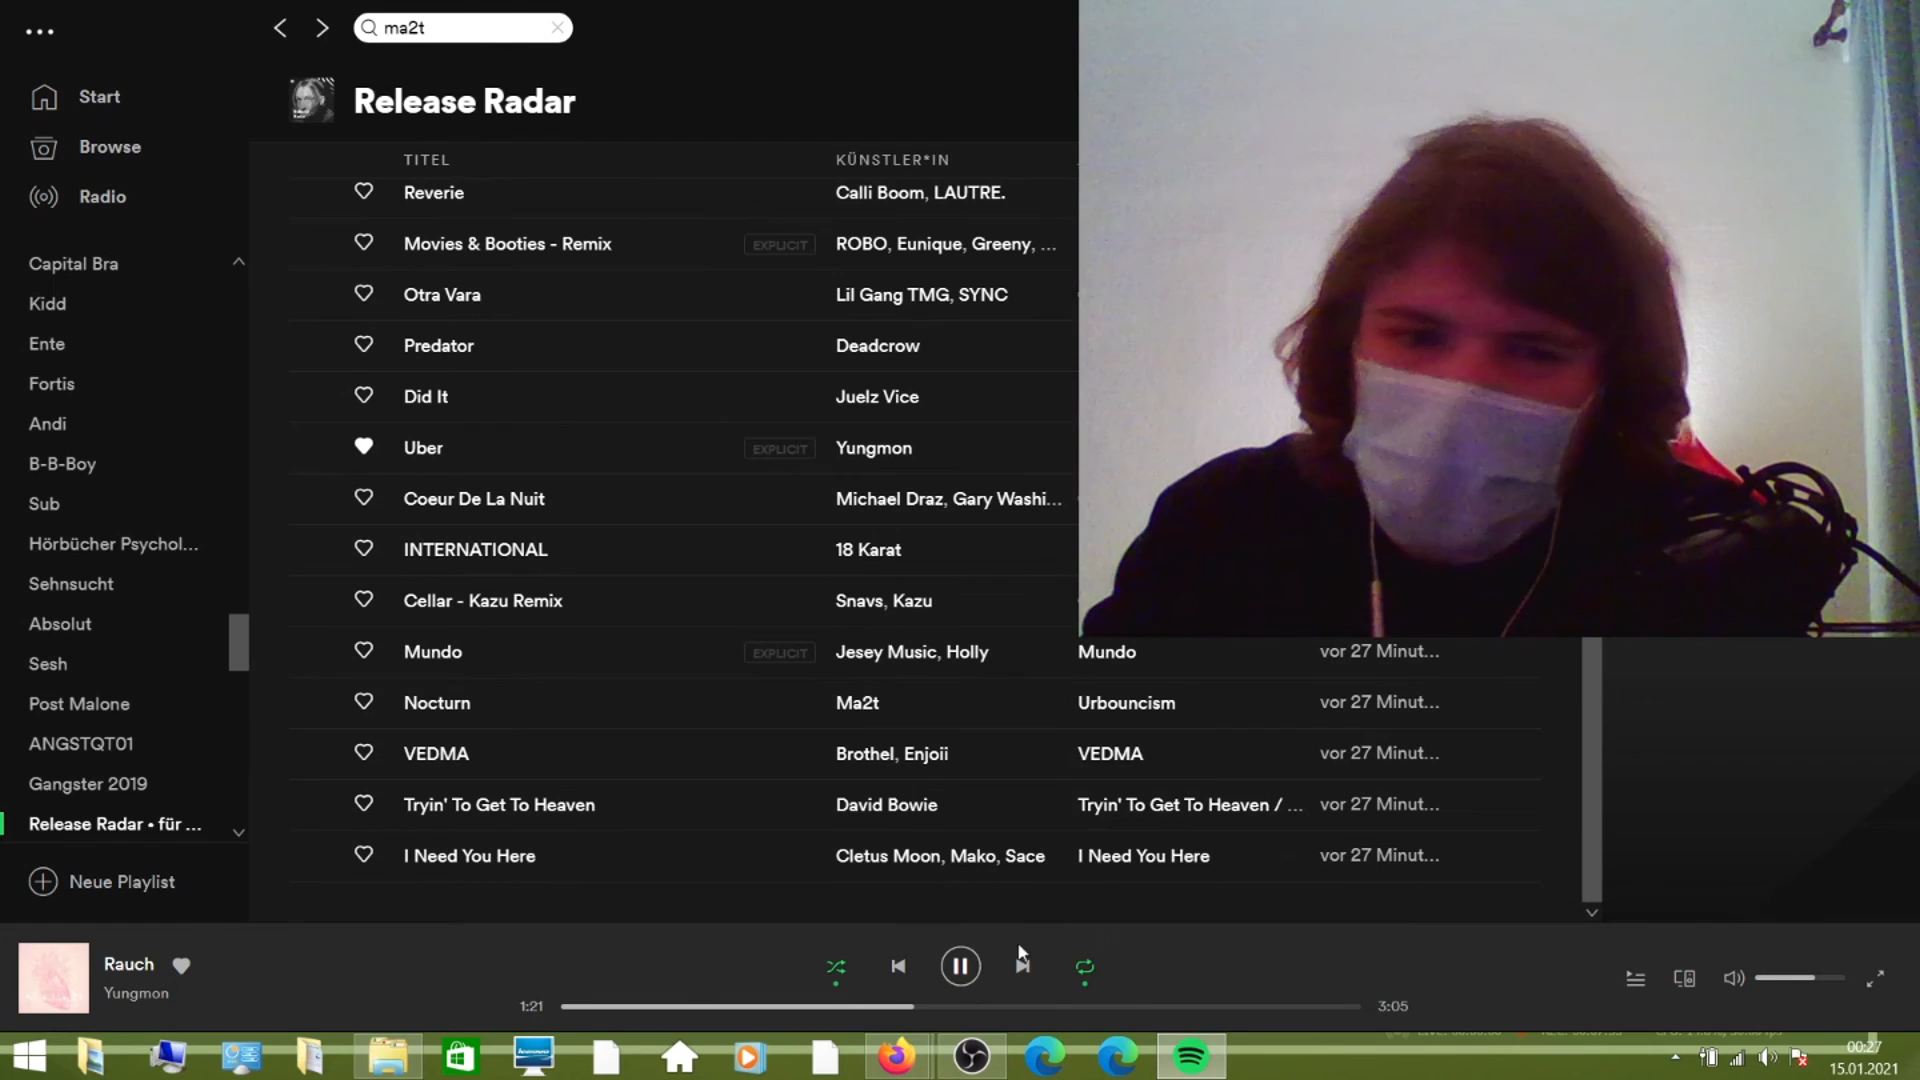 ma2t
Start
Browse
Radio
Capital Bra
Kidd
Ente
Fortis
Andi
B-B-Boy
Sub
Hörbücher Psychol...
Sehnsucht
Absolut
Sesh
Post Malone
ANGSTQT01
Gangster 2019
Release Radar • für ...
Neue Playlist
Release Radar
TITEL KÜNSTLER*IN
Reverie Calli Boom, LAUTRE.
Movies & Booties - Remix EXPLICIT ROBO, Eunique, Greeny, ...
Otra Vara Lil Gang TMG, SYNC
Predator Deadcrow
Did It Juelz Vice
Uber EXPLICIT Yungmon
Coeur De La Nuit Michael Draz, Gary Washi...
INTERNATIONAL 18 Karat
Cellar - Kazu Remix Snavs, Kazu
Mundo EXPLICIT Jesey Music, Holly Mundo vor 27 Minut...
Nocturn Ma2t Urbouncism vor 27 Minut...
VEDMA Brothel, Enjoii VEDMA vor 27 Minut...
Tryin' To Get To Heaven David Bowie Tryin' To Get To Heaven / ... vor 27 Minut...
I Need You Here Cletus Moon, Mako, Sace I Need You Here vor 27 Minut...
Rauch
Yungmon
1:21 3:05
lenovo
00:27
15.01.2021